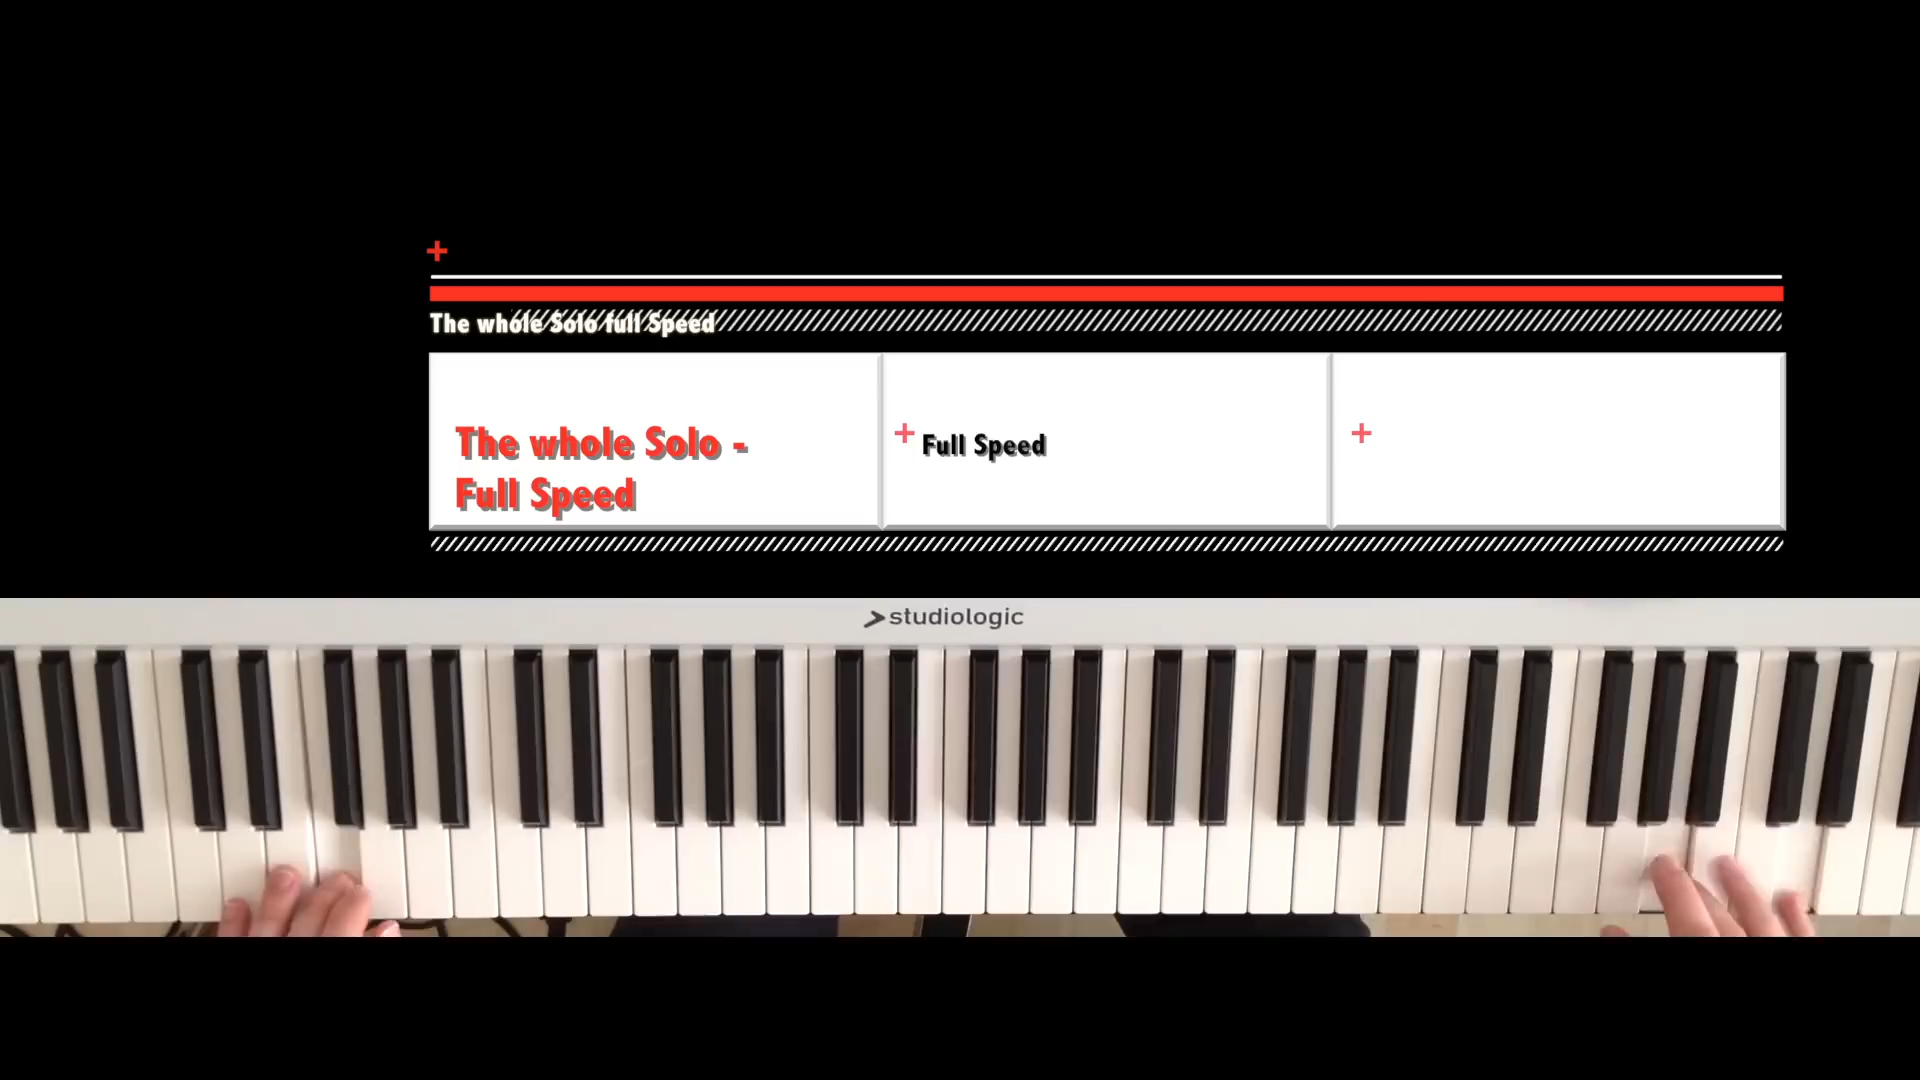 The whole Solo full Speed
The whole Solo -
Full Speed
Full Speed
studiologic